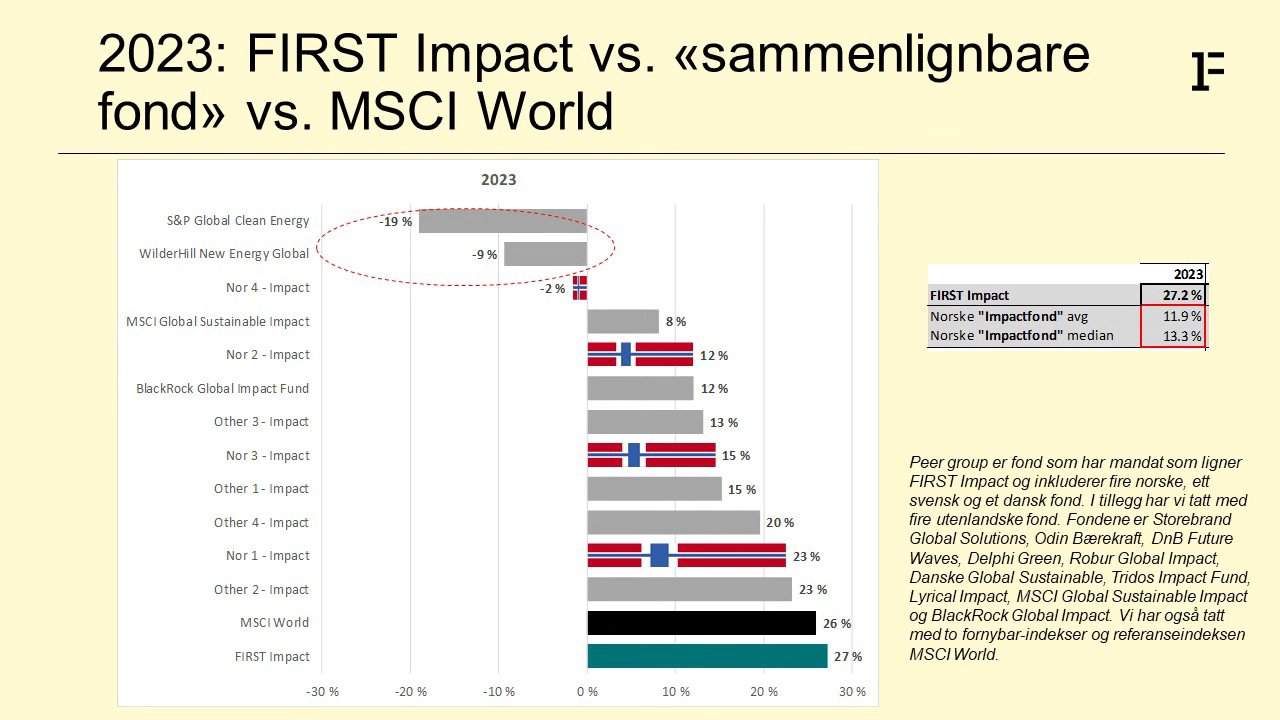 2023: FIRST Impact vs. «sammenlignbare
fond» vs. MSCI World
1F
2023
S&P Global Clean Energy -19 %
WilderHill New Energy Global -9 %
Nor 4 - Impact -2 %
MSCI Global Sustainable Impact 8 %
Nor 2 - Impact 12 %
BlackRock Global Impact Fund 12 %
Other 3 - Impact 13 %
Nor 3 - Impact 15 %
Other 1 - Impact 15 %
Other 4 - Impact 20 %
Nor 1 - Impact 23 %
Other 2 - Impact 23 %
MSCI World 26 %
FIRST Impact 27 %
-30 % -20 % -10 % 0 % 10 % 20 % 30 %
2023
FIRST Impact 27.2 %
Norske "Impactfond" avg 11.9 %
Norske "Impactfond" median 13.3 %
Peer group er fond som har mandat som ligner
FIRST Impact og inkluderer fire norske, ett
svensk og et dansk fond. I tillegg har vi tatt med
fire utenlandske fond. Fondene er Storebrand
Global Solutions, Odin Bærekraft, DnB Future
Waves, Delphi Green, Robur Global Impact,
Danske Global Sustainable, Tridos Impact Fund,
Lyrical Impact, MSCI Global Sustainable Impact
og BlackRock Global Impact. Vi har også tatt
med to fornybar-indekser og referanseindeksen
MSCI World.